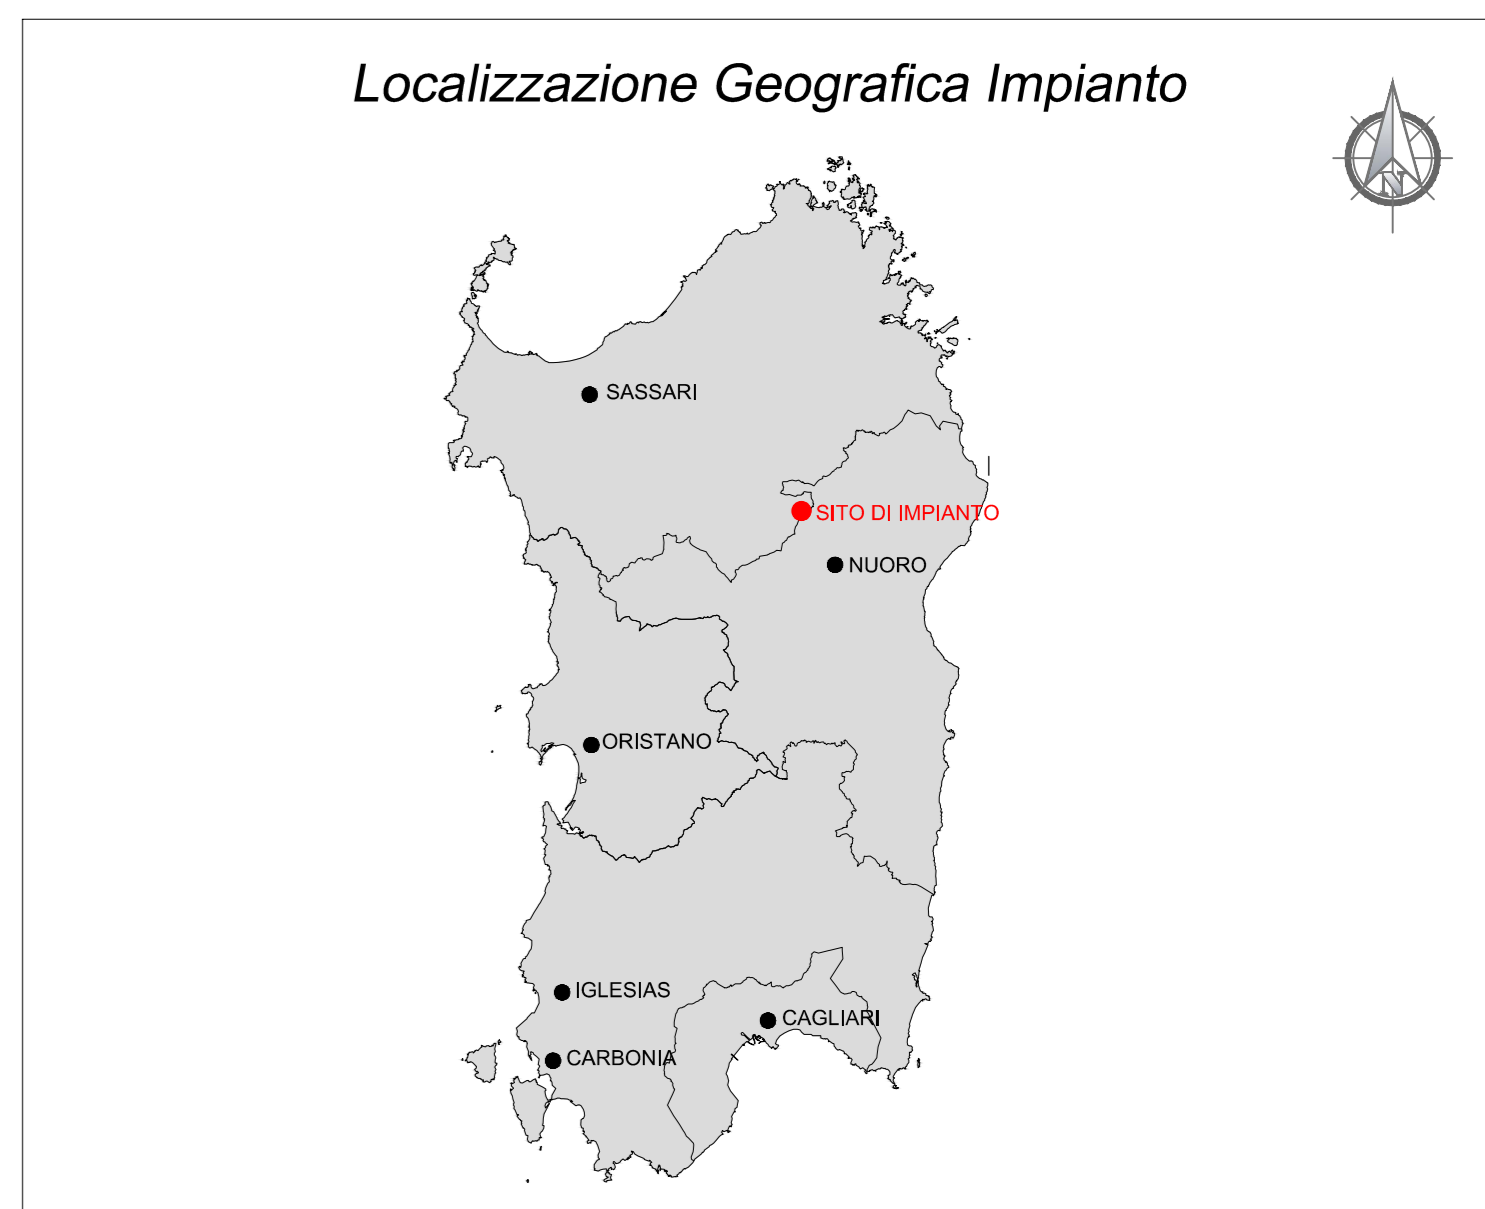 Localizzazione Geografica Impianto
N
SASSARI
SITO DI IMPIANTO
NUORO
ORISTANO
IGLESIAS
CAGLIARI
CARBONIA